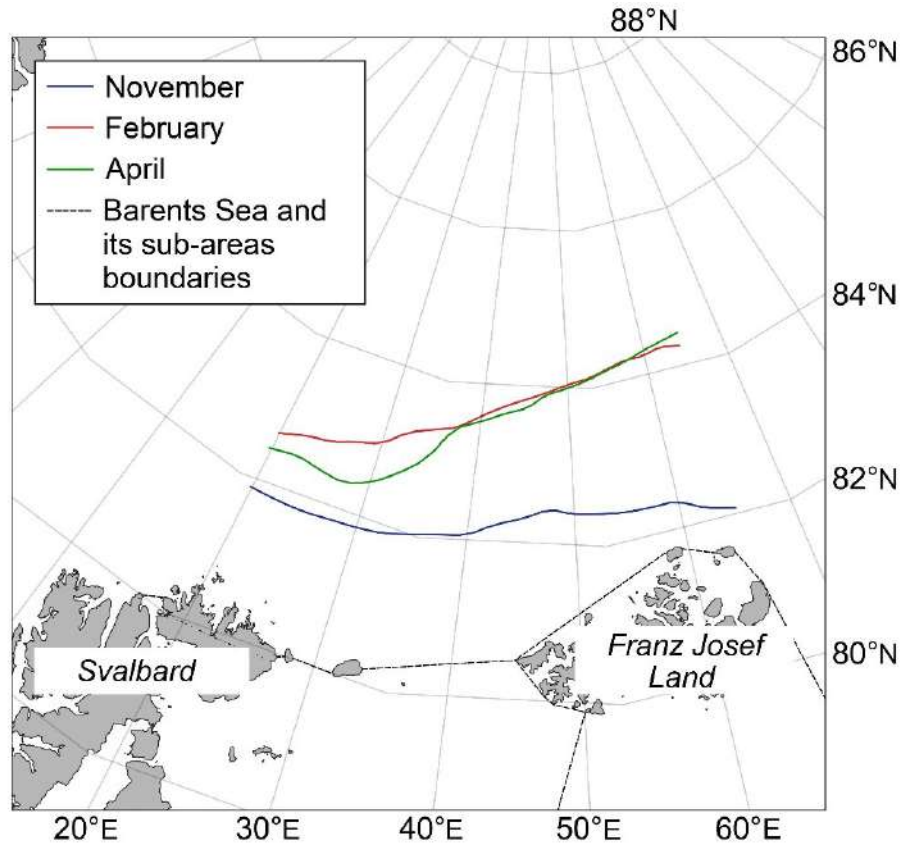 88°N
86°N
November
February
April
Barents Sea and
its sub-areas
boundaries
84°N
82°N
Svalbard
Franz Josef
Land
80°N
20°E
30°E
40°E
50°E
60°E